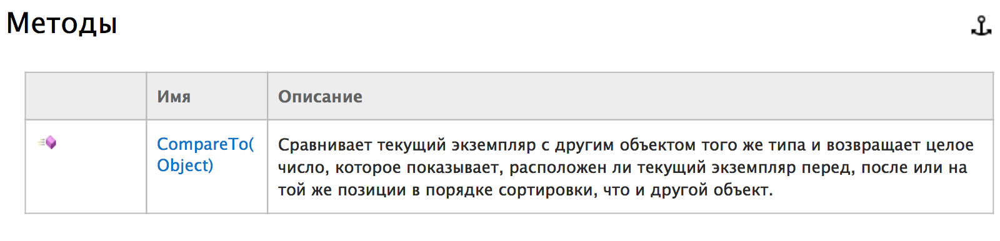 Методы
Имя
Описание
CompareTo(
Object)
Сравнивает текущий экземпляр с другим объектом того же типа и возвращает целое
число, которое показывает, расположен ли текущий экземпляр перед, после или на
той же позиции в порядке сортировки, что и другой объект.